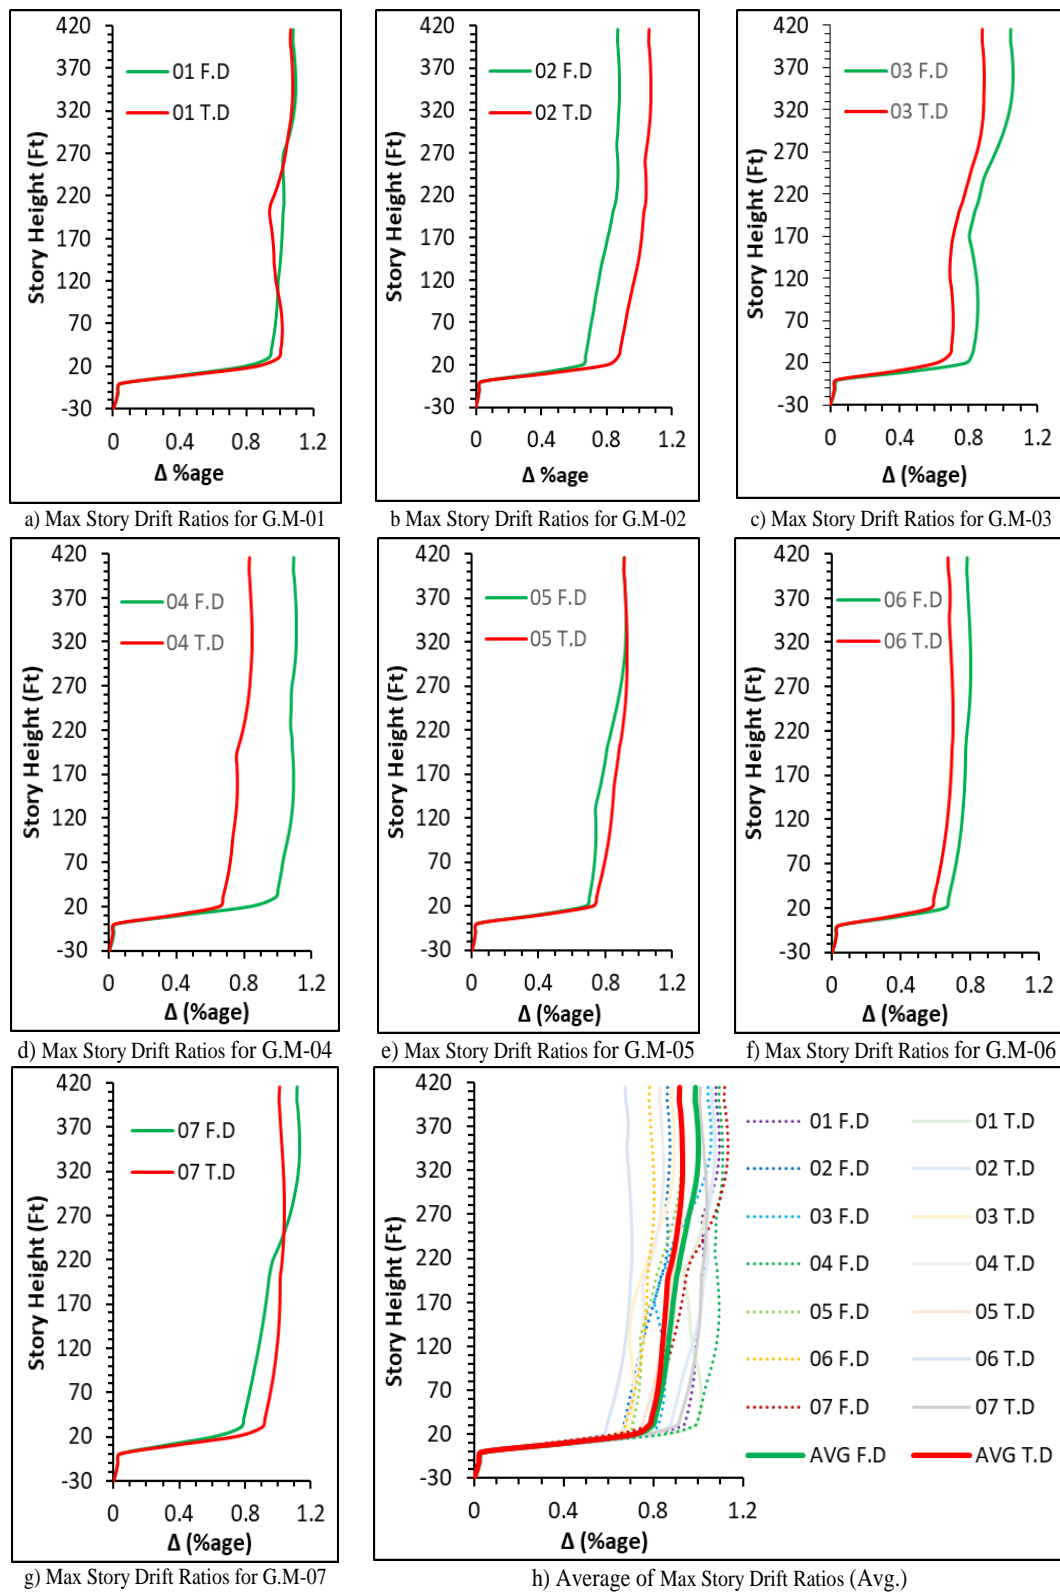 420
370
320
270
220
170
120
70
20
-30
Story Height (Ft)
01 F.D
01 T.D
0 0.4 0.8 1.2
Δ %age
a) Max Story Drift Ratios for G.M-01
420
370
320
270
220
170
120
70
20
-30
Story Height (Ft)
02 F.D
02 T.D
0 0.4 0.8 1.2
Δ %age
b Max Story Drift Ratios for G.M-02
420
370
320
270
220
170
120
70
20
-30
Story Height (Ft)
03 F.D
03 T.D
0 0.4 0.8 1.2
Δ (%age)
c) Max Story Drift Ratios for G.M-03
420
370
320
270
220
170
120
70
20
-30
Story Height (Ft)
04 F.D
04 T.D
0 0.4 0.8 1.2
Δ (%age)
d) Max Story Drift Ratios for G.M-04
420
370
320
270
220
170
120
70
20
-30
Story Height (Ft)
05 F.D
05 T.D
0 0.4 0.8 1.2
Δ (%age)
e) Max Story Drift Ratios for G.M-05
420
370
320
270
220
170
120
70
20
-30
Story Height (Ft)
06 F.D
06 T.D
0 0.4 0.8 1.2
Δ (%age)
f) Max Story Drift Ratios for G.M-06
420
370
320
270
220
170
120
70
20
-30
Story Height (Ft)
07 F.D
07 T.D
0 0.4 0.8 1.2
Δ (%age)
g) Max Story Drift Ratios for G.M-07
420
370
320
270
220
170
120
70
20
-30
Story Height (Ft)
01 F.D 01 T.D
02 F.D 02 T.D
03 F.D 03 T.D
04 F.D 04 T.D
05 F.D 05 T.D
06 F.D 06 T.D
07 F.D 07 T.D
AVG F.D AVG T.D
0 0.4 0.8 1.2
Δ (%age)
h) Average of Max Story Drift Ratios (Avg.)